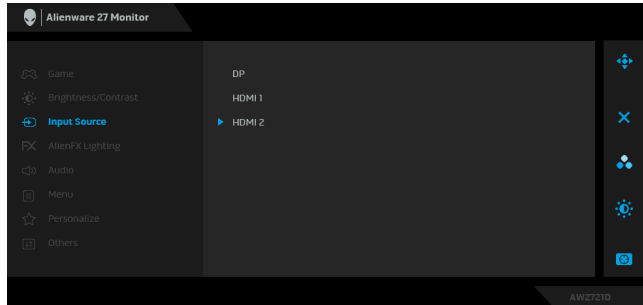 Alienware 27 Monitor
Game
Brightness/Contrast
Input Source
AlienFX Lighting
Audio
Menu
Personalize
Others
DP
HDMI 1
HDMI 2
AW2721D